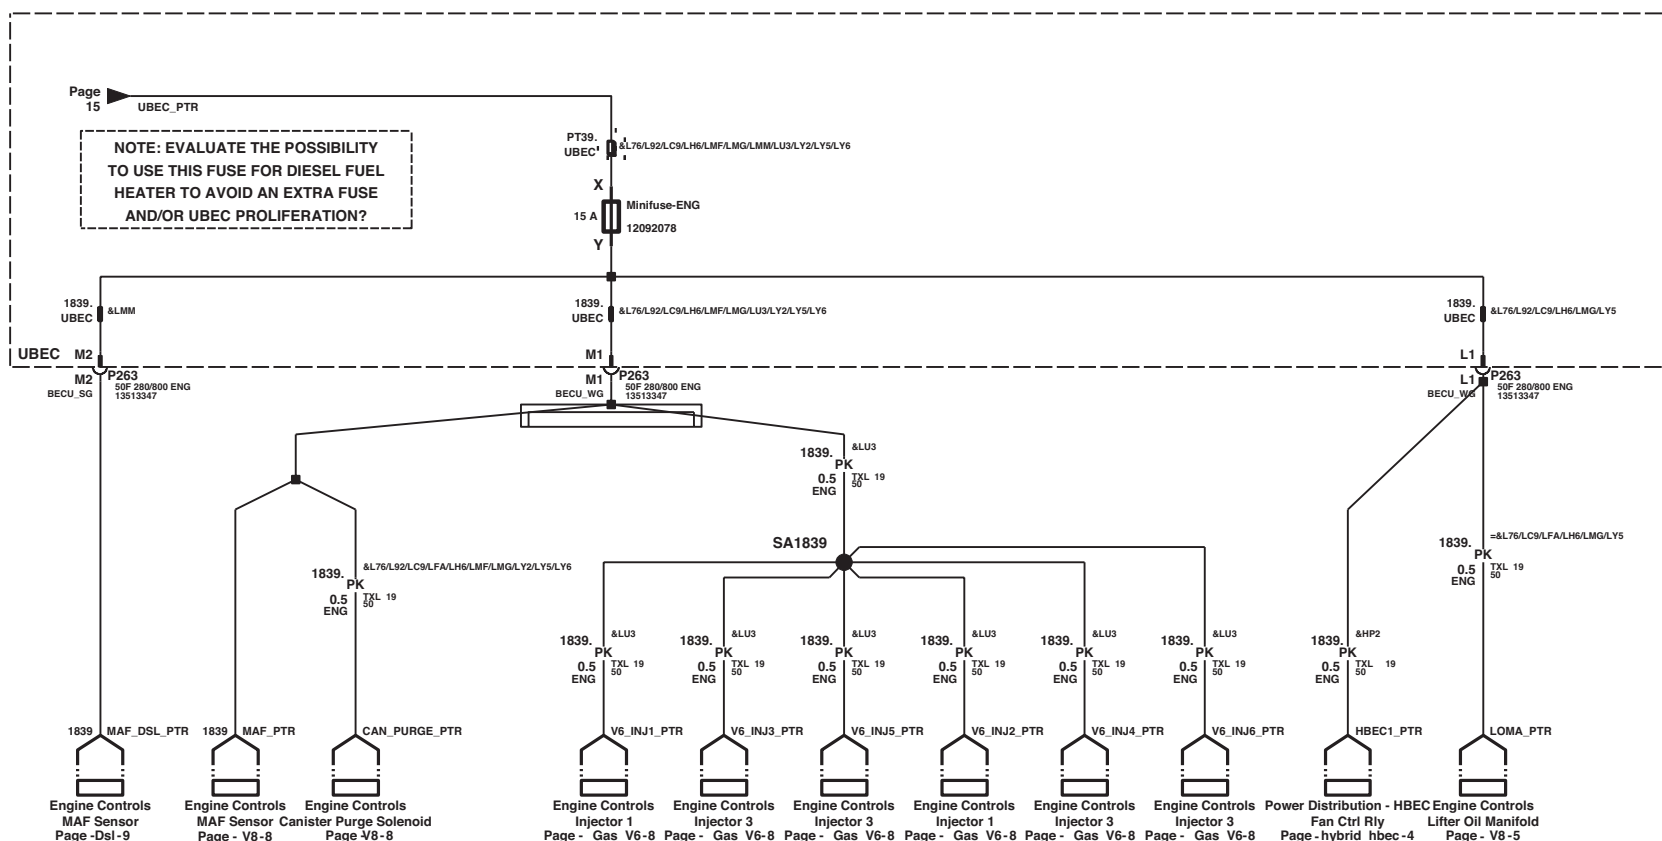 Page
15
UBEC_PTR
NOTE: EVALUATE THE POSSIBILITY
TO USE THIS FUSE FOR DIESEL FUEL
HEATER TO AVOID AN EXTRA FUSE
AND/OR UBEC PROLIFERATION?
PT39.
UBEC
&L76/L92/LC9/LH6/LMF/LMG/LMM/LU3/LY2/LY5/LY6
X
15 A
Minifuse-ENG
12092078
Y
1839.
UBEC
&LMM
1839.
UBEC
&L76/L92/LC9/LH6/LMF/LMG/LU3/LY2/LY5/LY6
1839.
UBEC
&L76/L92/LC9/LH6/LMG/LY5
UBEC
M2
M1
L1
M2
P263
BECU_SG
50F 280/800 ENG
13513347
M1
P263
BECU_WG
50F 280/800 ENG
13513347
L1
P263
BECU_WG
50F 280/800 ENG
13513347
1839.
PK
0.5
ENG
&LU3
TXL 19
50
SA1839
1839.
PK
0.5
ENG
&L76/L92/LC9/LFA/LH6/LMF/LMG/LY2/LY5/LY6
TXL 19
50
1839.
PK
0.5
ENG
=&L76/LC9/LFA/LH6/LMG/LY5
TXL 19
50
1839.
PK
0.5
ENG
&LU3
TXL 19
50
1839.
PK
0.5
ENG
&LU3
TXL 19
50
1839.
PK
0.5
ENG
&LU3
TXL 19
50
1839.
PK
0.5
ENG
&LU3
TXL 19
50
1839.
PK
0.5
ENG
&LU3
TXL 19
50
1839.
PK
0.5
ENG
&LU3
TXL 19
50
1839.
PK
0.5
ENG
&HP2
TXL 19
50
1839 MAF_DSL_PTR
1839 MAF_PTR
CAN_PURGE_PTR
V6_INJ1_PTR
V6_INJ3_PTR
V6_INJ5_PTR
V6_INJ2_PTR
V6_INJ4_PTR
V6_INJ6_PTR
HBEC1_PTR
LOMA_PTR
Engine Controls
MAF Sensor
Page -Dsl-9
Engine Controls
MAF Sensor
Page - V8-8
Engine Controls
Canister Purge Solenoid
Page -V8-8
Engine Controls
Injector 1
Page - Gas V6-8
Engine Controls
Injector 3
Page - Gas V6-8
Engine Controls
Injector 3
Page - Gas V6-8
Engine Controls
Injector 1
Page - Gas V6-8
Engine Controls
Injector 3
Page - Gas V6-8
Engine Controls
Injector 3
Page - Gas V6-8
Power Distribution - HBEC
Fan Ctrl Rly
Page - hybrid hbec -4
Engine Controls
Lifter Oil Manifold
Page - V8-5